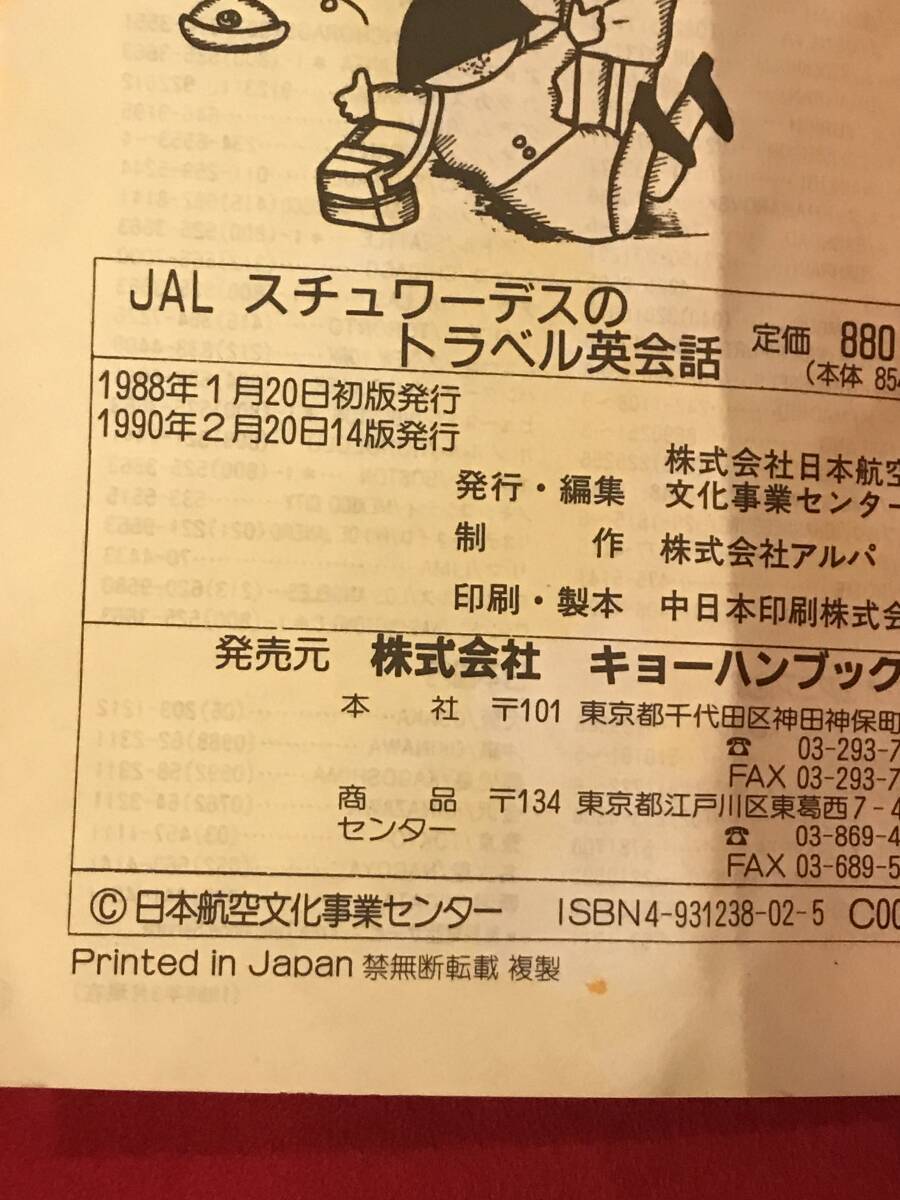 JAL スチュワーデスの
トラベル英会話
定価 880
(本体 854
1988年1月20日初版発行
1990年2月20日14版発行
発行・編集 株式会社日本航空
文化事業センター
制作 株式会社アルパ
印刷・製本 中日本印刷株式会
発売元 株式会社 キョーハンブック
本社 〒101 東京都千代田区神田神保町
☎ 03-293-7
FAX 03-293-7
商品センター 〒134 東京都江戸川区東葛西7-4
☎ 03-869-4
FAX 03-689-5
©日本航空文化事業センター ISBN4-931238-02-5 C00
Printed in Japan 禁無断転載 複製